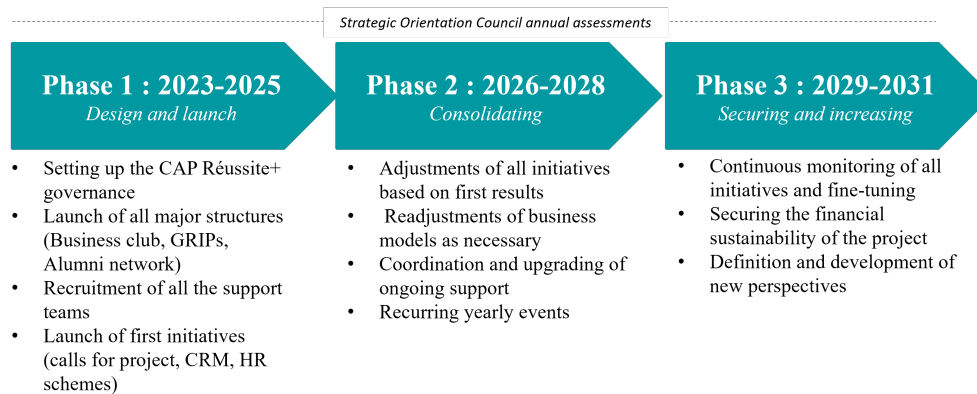 Strategic Orientation Council annual assessments
Phase 1 : 2023-2025
Design and launch
• Setting up the CAP Réussite+
governance
• Launch of all major structures
(Business club, GRIPs,
Alumni network)
• Recruitment of all the support
teams
• Launch of first initiatives
(calls for project, CRM, HR
schemes)
Phase 2 : 2026-2028
Consolidating
• Adjustments of all initiatives
based on first results
• Readjustments of business
models as necessary
• Coordination and upgrading of
ongoing support
• Recurring yearly events
Phase 3 : 2029-2031
Securing and increasing
• Continuous monitoring of all
initiatives and fine-tuning
• Securing the financial
sustainability of the project
• Definition and development of
new perspectives